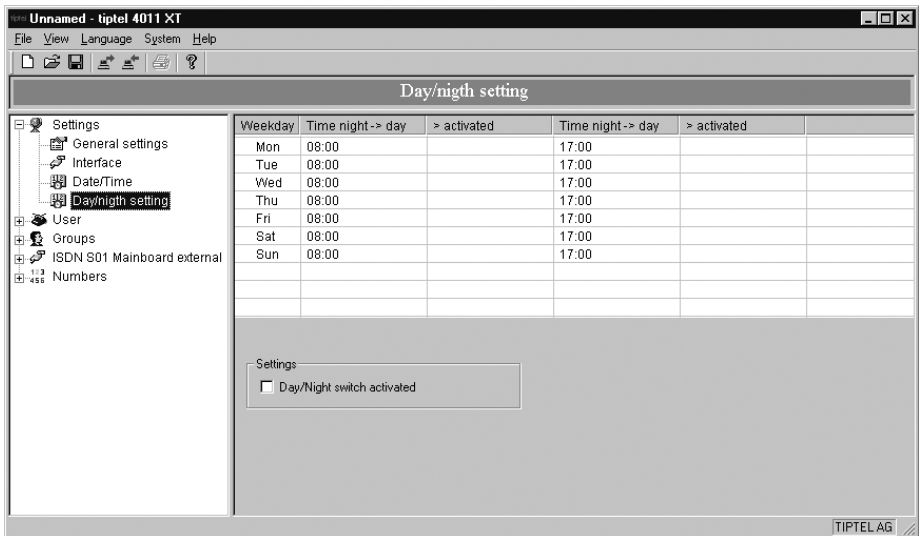 tiptel Unnamed - tiptel 4011 XT
File View Language System Help
Day/nigth setting
Settings
General settings
Interface
Date/Time
Day/nigth setting
User
Groups
ISDN S01 Mainboard external
123
456 Numbers
Weekday Time night -> day > activated Time night -> day > activated
Mon 08:00 17:00
Tue 08:00 17:00
Wed 08:00 17:00
Thu 08:00 17:00
Fri 08:00 17:00
Sat 08:00 17:00
Sun 08:00 17:00
Settings
Day/Night switch activated
TIPTEL AG